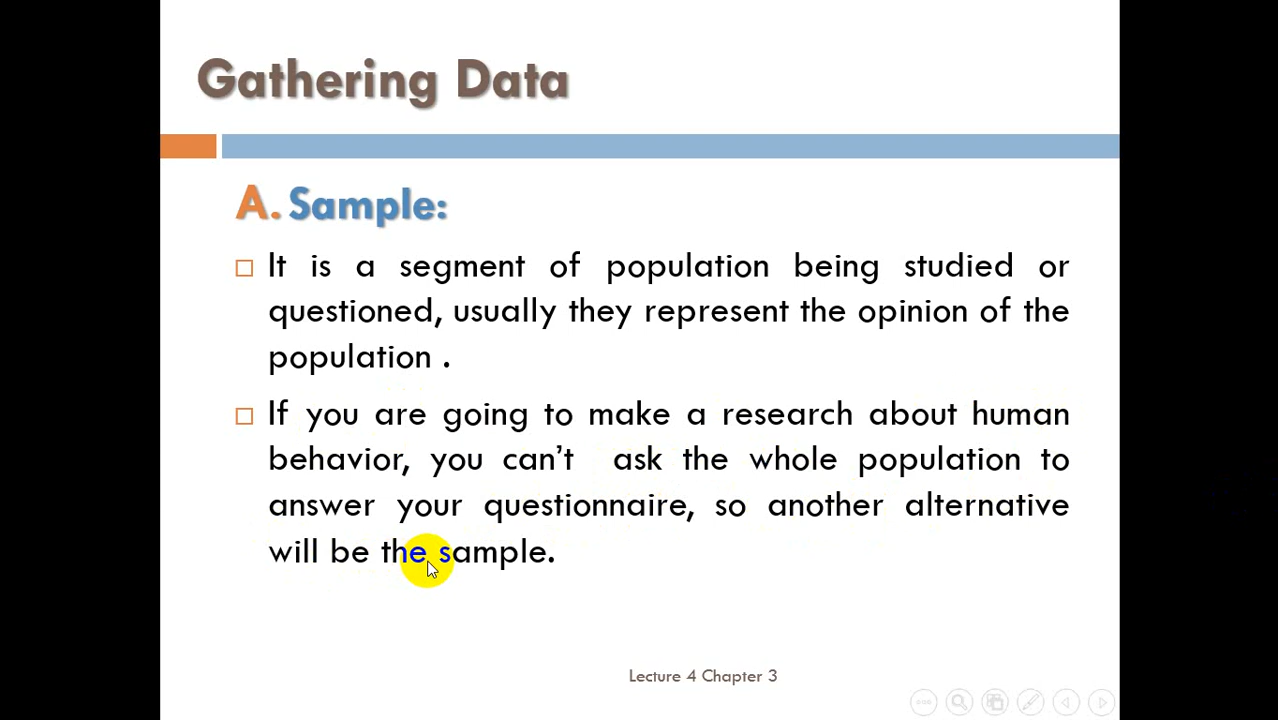 Gathering Data
A. Sample:
It is a segment of population being studied or
questioned, usually they represent the opinion of the
population .
If you are going to make a research about human
behavior, you can't ask the whole population to
answer your questionnaire, so another alternative
will be the sample.
Lecture 4 Chapter 3